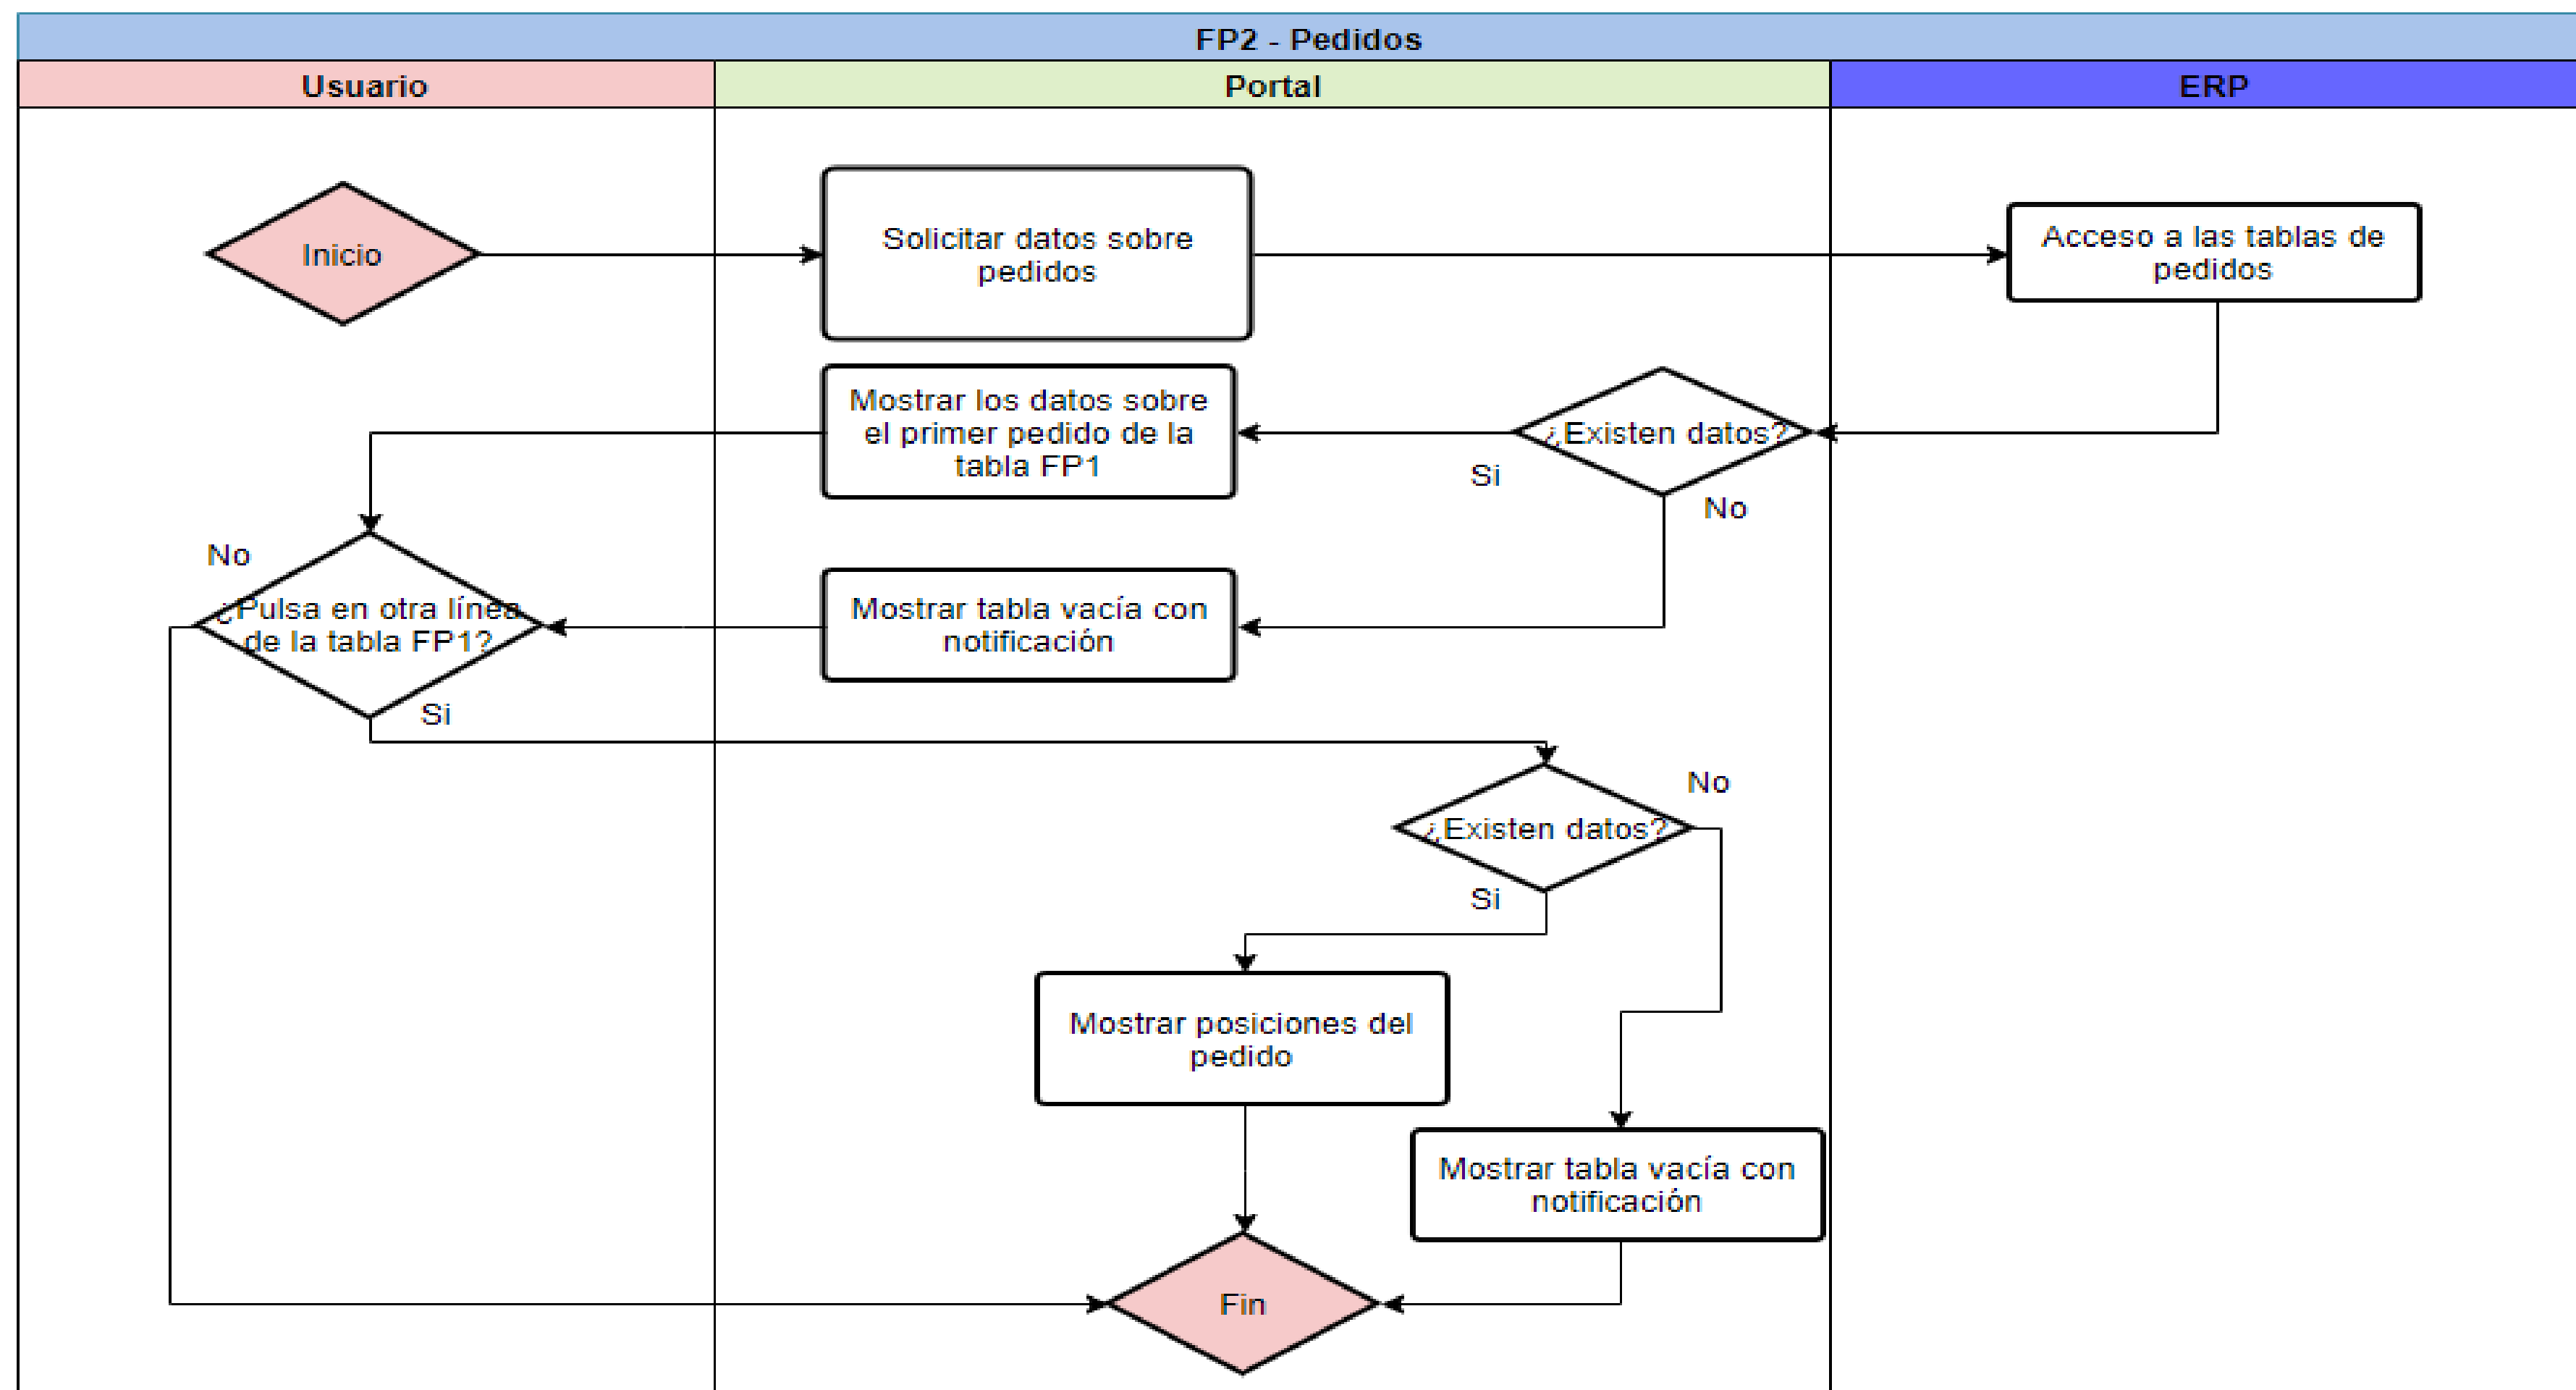 FP2 - Pedidos
Usuario
Portal
ERP
Inicio
Solicitar datos sobre
pedidos
Acceso a las tablas de
pedidos
Mostrar los datos sobre
el primer pedido de la
tabla FP1
¿Existen datos?
Si
No
No
¿Pulsa en otra línea
de la tabla FP1?
Si
Mostrar tabla vacía con
notificación
¿Existen datos?
No
Si
Mostrar posiciones del
pedido
Mostrar tabla vacía con
notificación
Fin